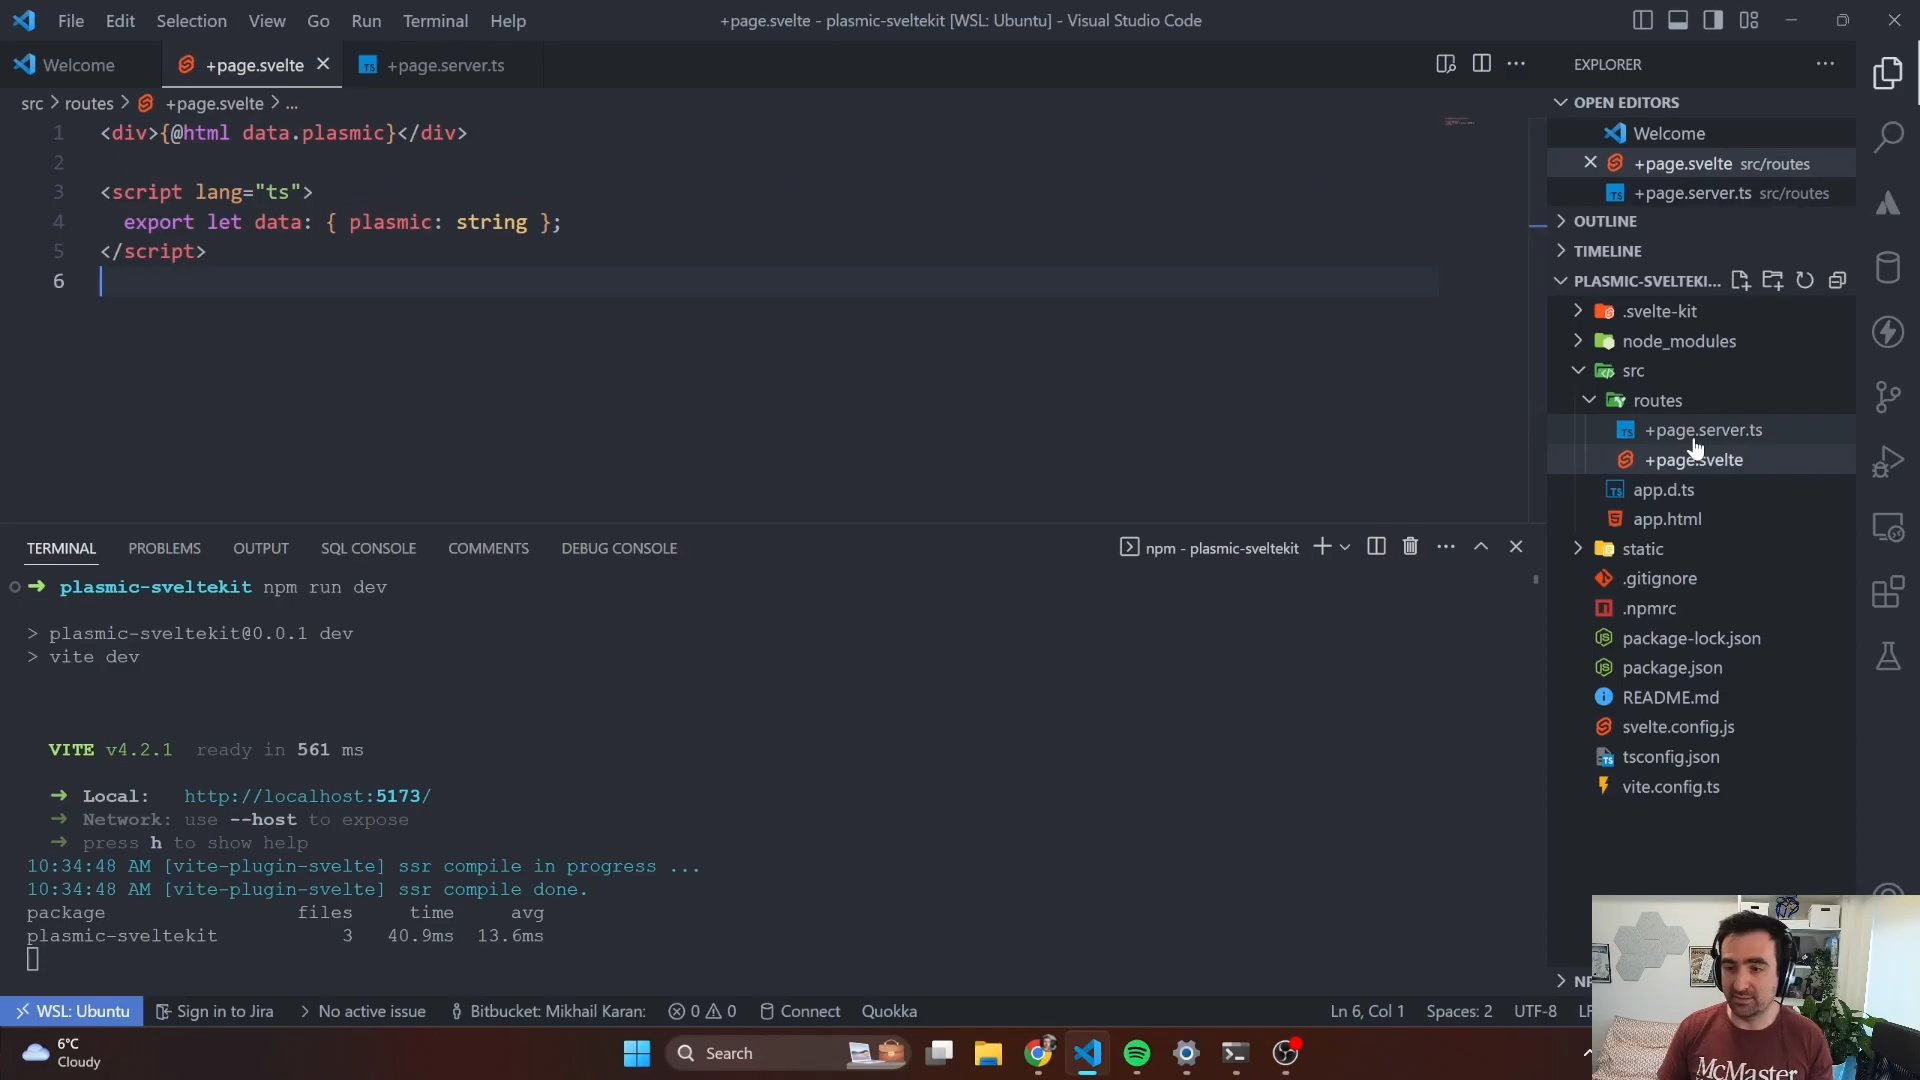 File Edit Selection View Go Run Terminal Help
+page.svelte - plasmic-sveltekit [WSL: Ubuntu] - Visual Studio Code
Welcome
+page.svelte
+page.server.ts
src > routes > +page.svelte > ...
1 <div>{@html data.plasmic}</div>
2
3 <script lang="ts">
4 export let data: { plasmic: string };
5 </script>
6
EXPLORER
OPEN EDITORS
Welcome
+page.svelte src/routes
+page.server.ts src/routes
OUTLINE
TIMELINE
PLASMIC-SVELTEKI...
.svelte-kit
node_modules
src
routes
+page.server.ts
+page.svelte
app.d.ts
app.html
static
.gitignore
.npmrc
package-lock.json
package.json
README.md
svelte.config.js
tsconfig.json
vite.config.ts
TERMINAL PROBLEMS OUTPUT SQL CONSOLE COMMENTS DEBUG CONSOLE
npm - plasmic-sveltekit
➜ plasmic-sveltekit npm run dev
> plasmic-sveltekit@0.0.1 dev
> vite dev
VITE v4.2.1 ready in 561 ms
➜ Local: http://localhost:5173/
➜ Network: use --host to expose
➜ press h to show help
10:34:48 AM [vite-plugin-svelte] ssr compile in progress ...
10:34:48 AM [vite-plugin-svelte] ssr compile done.
package files time avg
plasmic-sveltekit 3 40.9ms 13.6ms
WSL: Ubuntu Sign in to Jira No active issue Bitbucket: Mikhail Karan: 0 0 Connect Quokka
Ln 6, Col 1 Spaces: 2 UTF-8
6°C
Cloudy
Search
McMaster